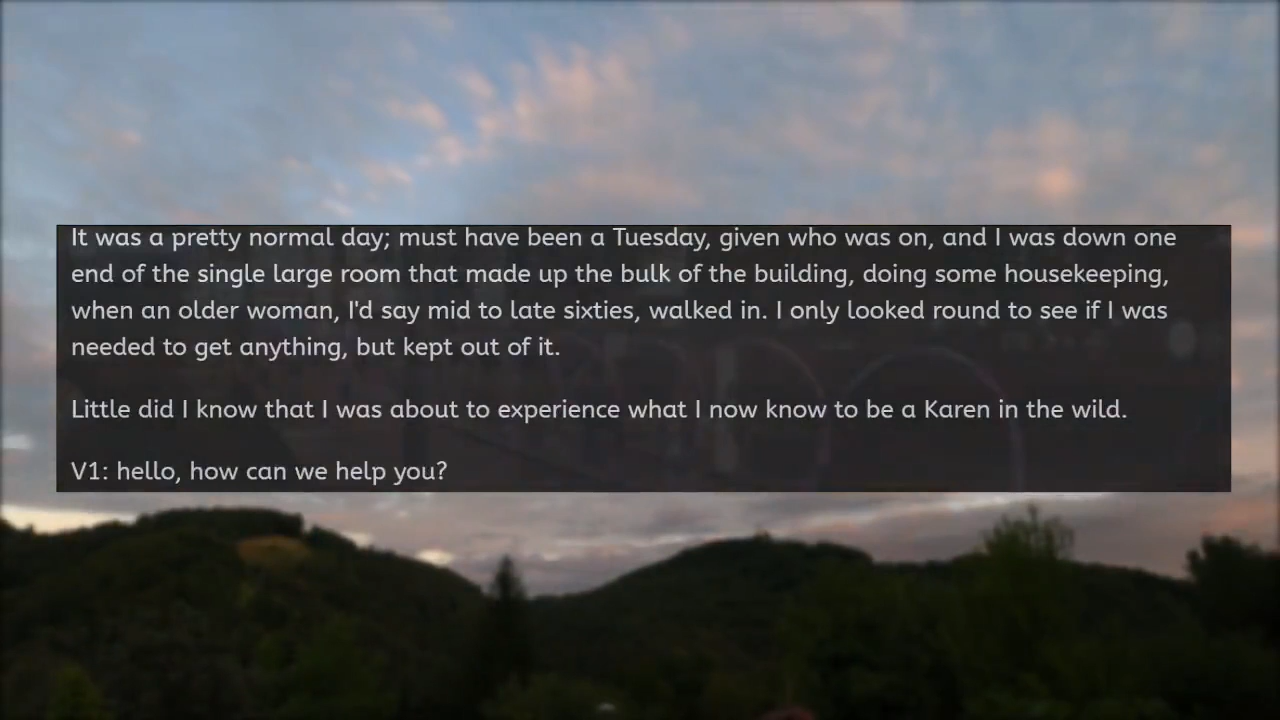 It was a pretty normal day; must have been a Tuesday, given who was on, and I was down one
end of the single large room that made up the bulk of the building, doing some housekeeping,
when an older woman, I'd say mid to late sixties, walked in. I only looked round to see if I was
needed to get anything, but kept out of it.
Little did I know that I was about to experience what I now know to be a Karen in the wild.
V1: hello, how can we help you?